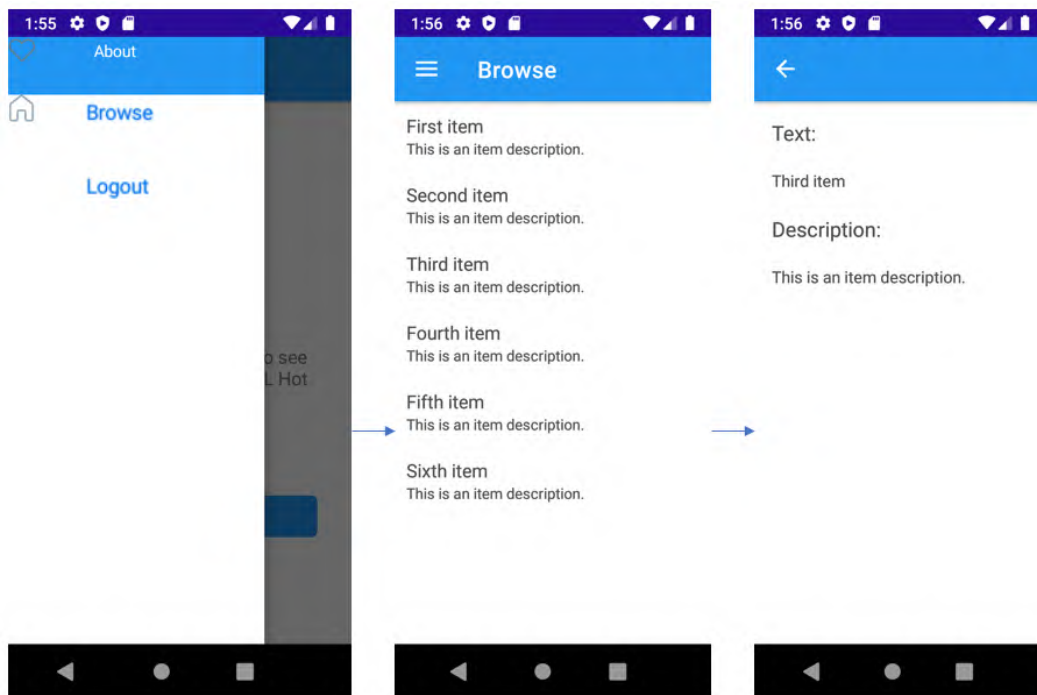 1:55
About
Browse
Logout
o see
L Hot
1:56
Browse
First item
This is an item description.
Second item
This is an item description.
Third item
This is an item description.
Fourth item
This is an item description.
Fifth item
This is an item description.
Sixth item
This is an item description.
1:56
Text:
Third item
Description:
This is an item description.